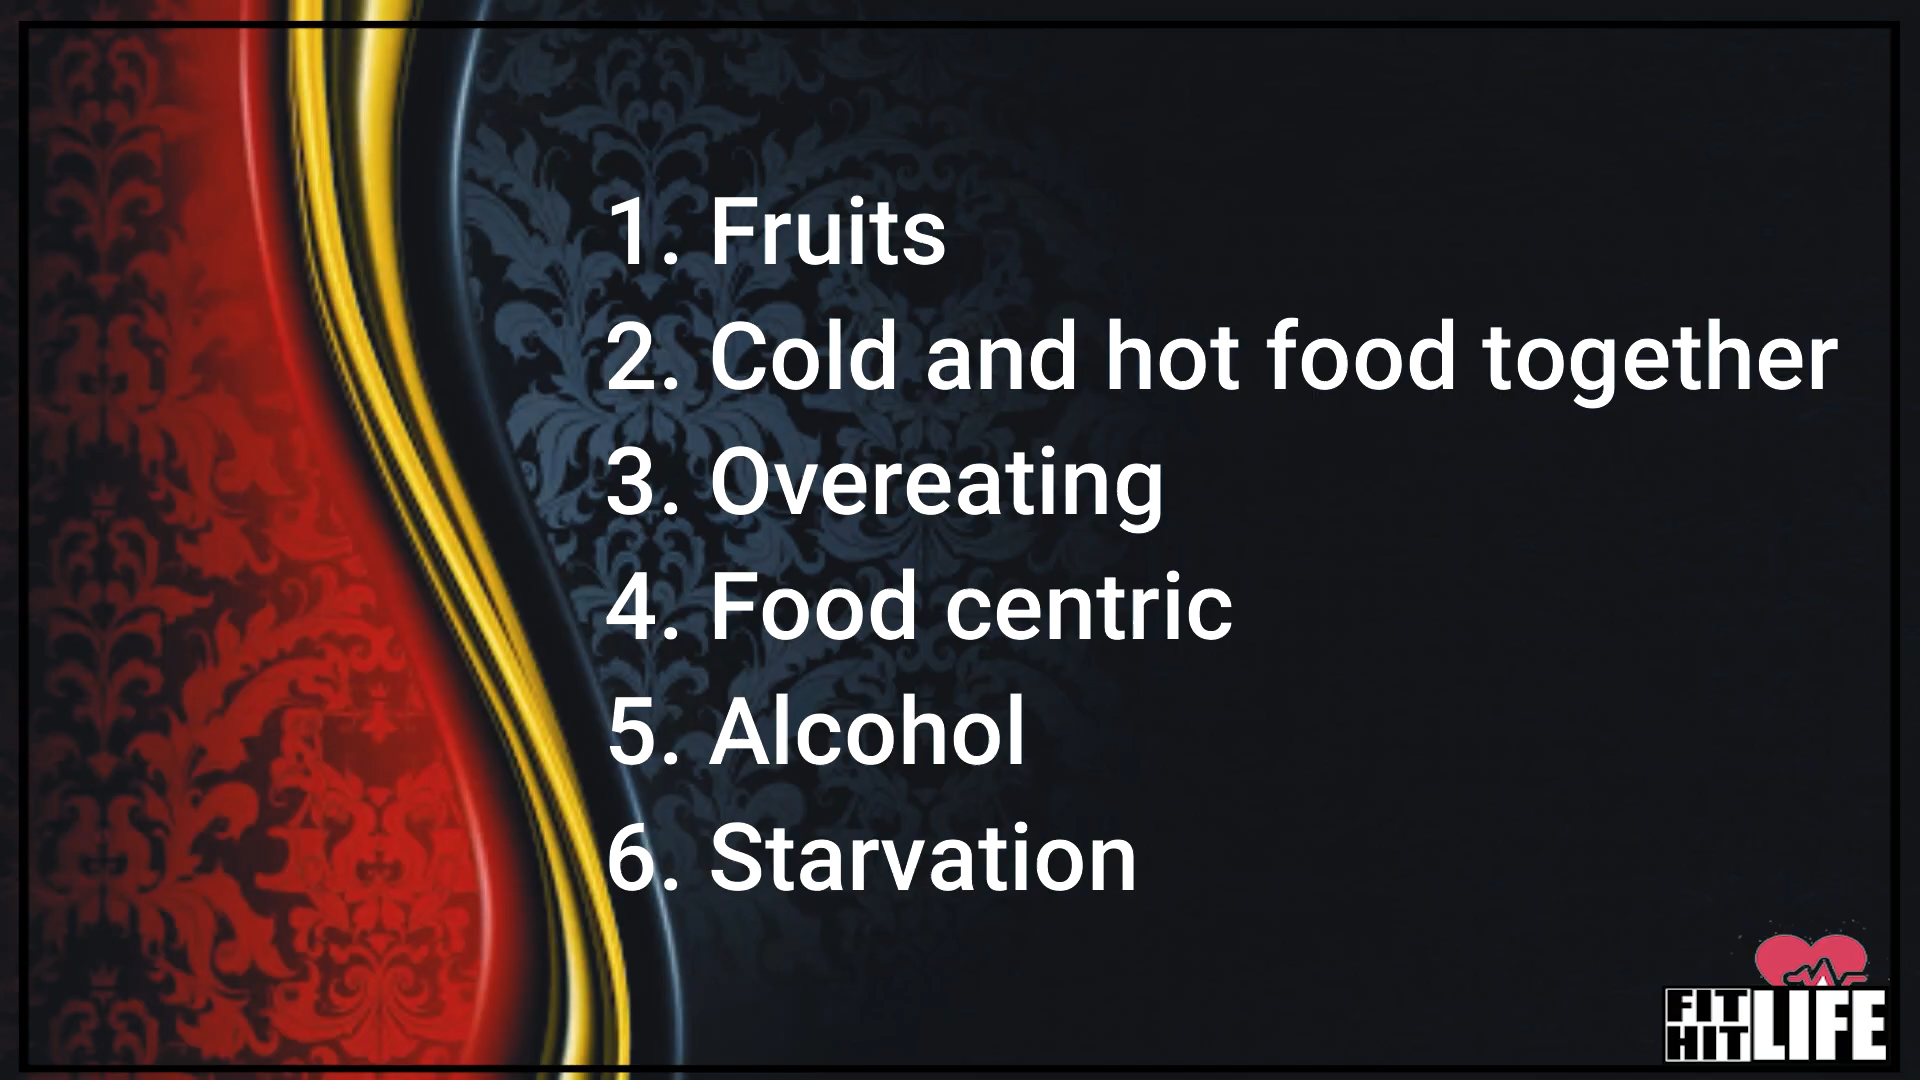 1. Fruits
2. Cold and hot food together
3. Overeating
4. Food centric
5. Alcohol
6. Starvation
FIT HIT LIFE